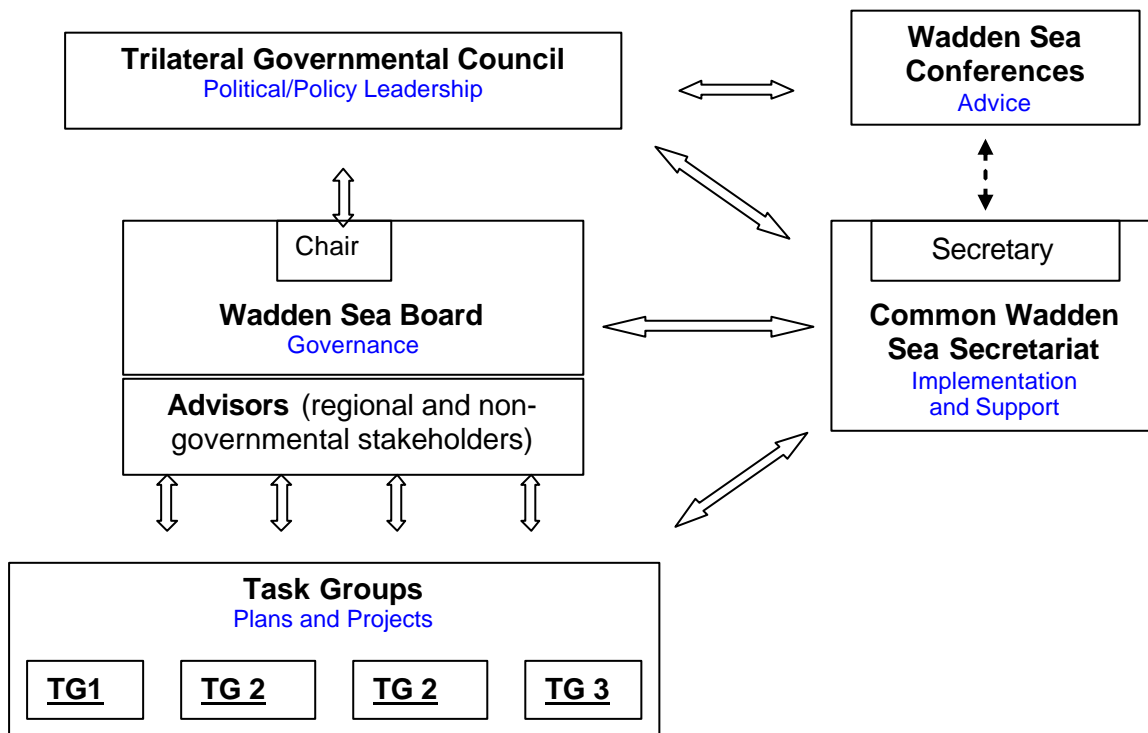 Trilateral Governmental Council
Political/Policy Leadership
Wadden Sea
Conferences
Advice
Chair
Wadden Sea Board
Governance
Secretary
Common Wadden
Sea Secretariat
Implementation
and Support
Advisors (regional and non-
governmental stakeholders)
Task Groups
Plans and Projects
TG1
TG 2
TG 2
TG 3